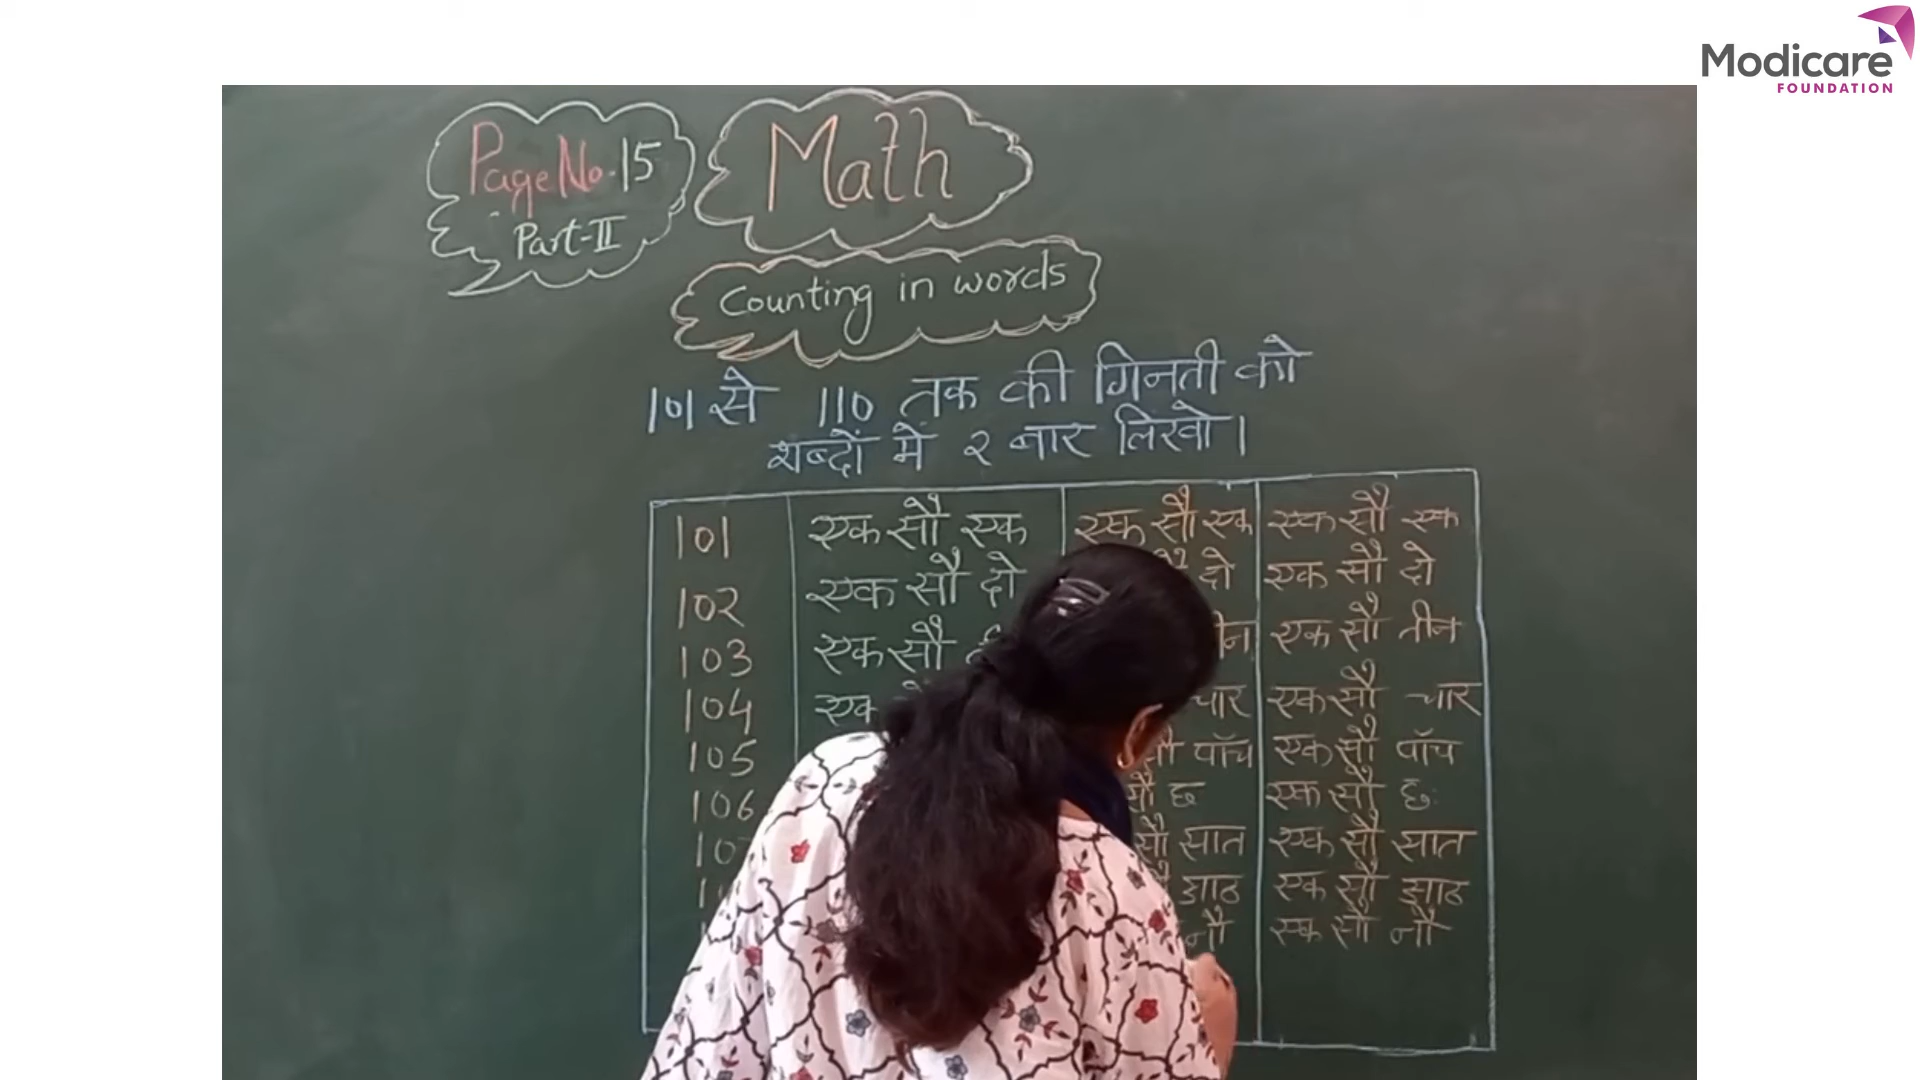 Modicare
FOUNDATION
Page No. 15
Part-II
Math
Counting in words
101 से 110 तक की गिनती को
शब्दों में २ बार लिखो।
101 एक सौ एक एक सौ एक एक सौ एक
102 एक सौ दो दो एक सौ दो
103 एक सौ एक सौ तीन
104 एक चार एक सौ चार
105 सौ पाँच एक सौ पाँच
106 सौ छ एक सौ छः
सौ सात एक सौ सात
आठ एक सौ आठ
नौ एक सौ नौ